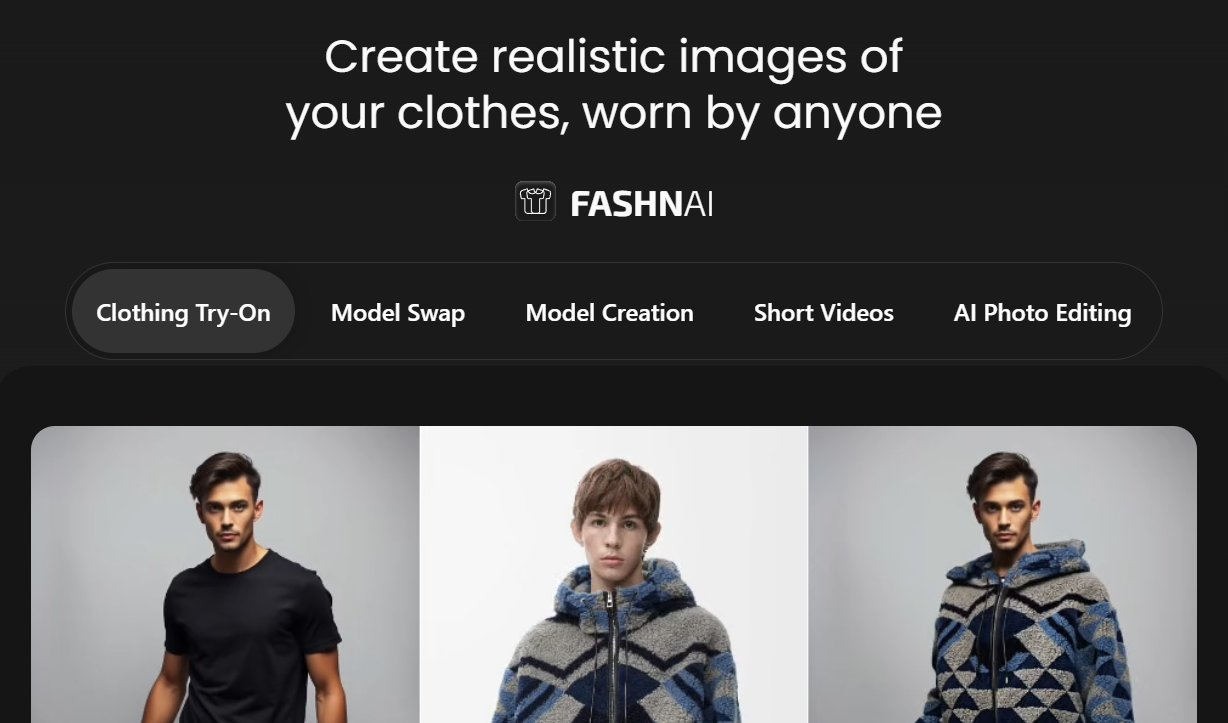 Create realistic images of
your clothes, worn by anyone
FASHNAI
Clothing Try-On
Model Swap
Model Creation
Short Videos
AI Photo Editing